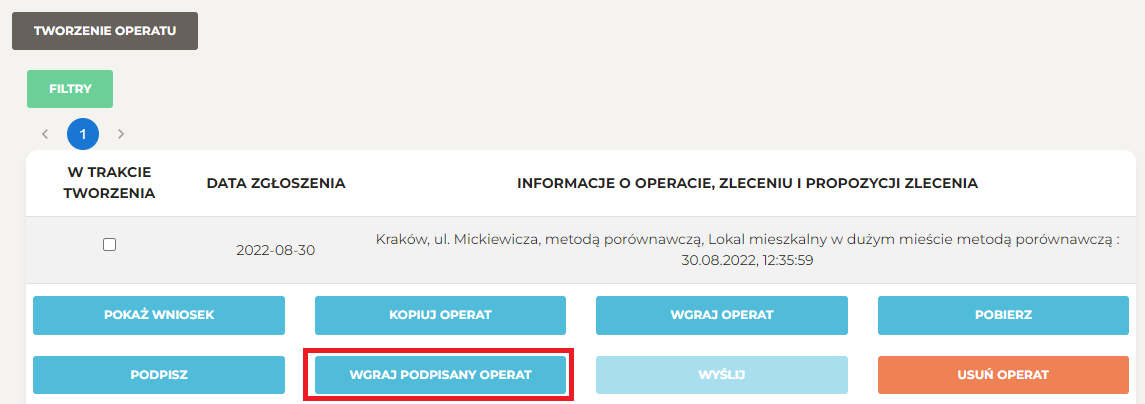 TWORZENIE OPERATU
FILTRY
1
W TRAKCIE
TWORZENIA
DATA ZGŁOSZENIA
INFORMACJE O OPERACIE, ZLECENIU I PROPOZYCJI ZLECENIA
2022-08-30
Kraków, ul. Mickiewicza, metodą porównawczą, Lokal mieszkalny w dużym mieście metodą porównawczą :
30.08.2022, 12:35:59
POKAŻ WNIOSEK
KOPIUJ OPERAT
WGRAJ OPERAT
POBIERZ
PODPISZ
WGRAJ PODPISANY OPERAT
WYŚLIJ
USUŃ OPERAT